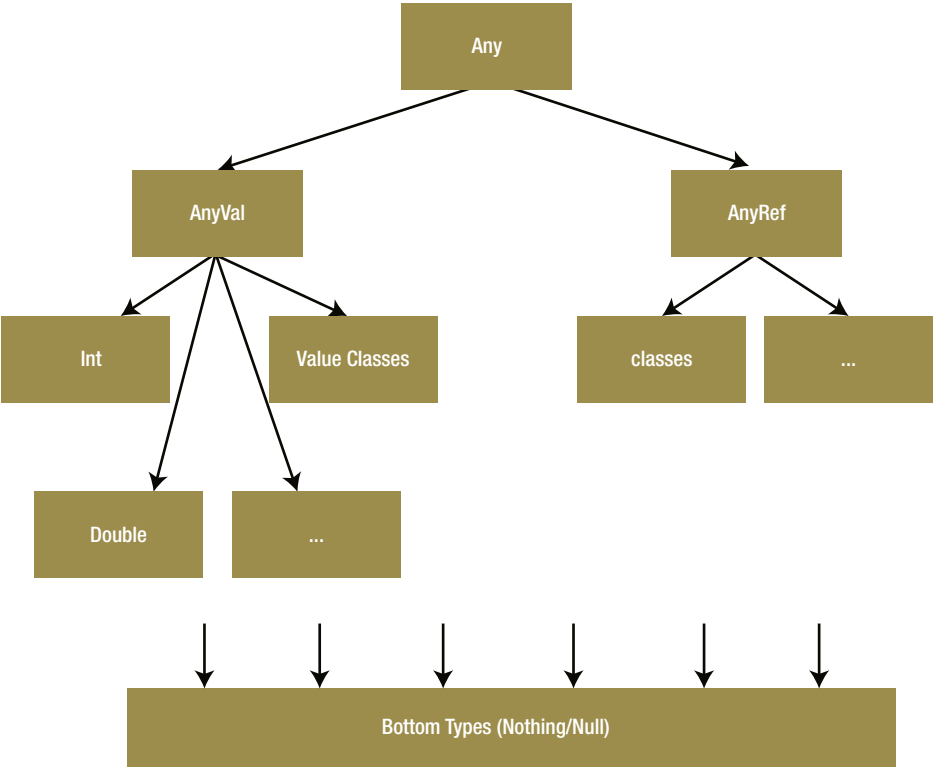 Any
AnyVal
AnyRef
Int
Value Classes
classes
...
Double
...
Bottom Types (Nothing/Null)